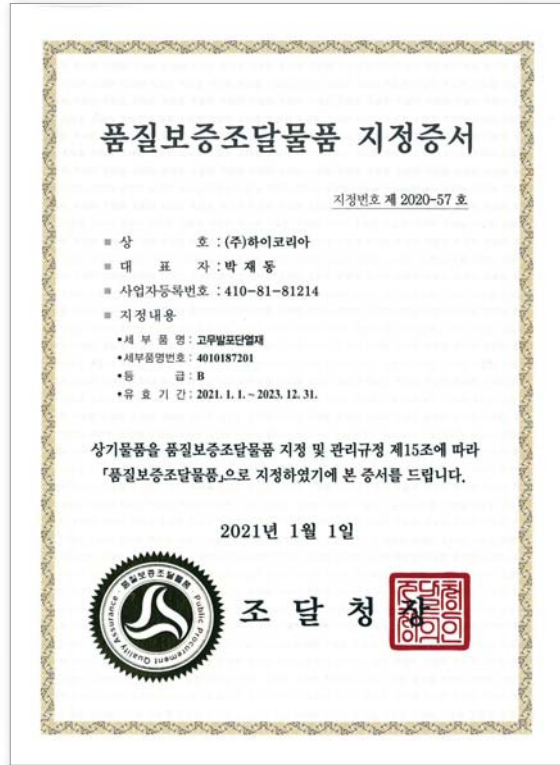 품질보증조달물품 지정증서
지정번호 제 2020-57 호
■ 상 호 : (주)하이코리아
■ 대 표 자 : 박 재 동
■ 사업자등록번호 : 410-81-81214
■ 지정내용
•세 부 품 명 : 고무발포단열재
•세부품명번호 : 4010187201
•등 급 : B
•유 효 기 간 : 2021. 1. 1. ~ 2023. 12. 31.
상기물품을 품질보증조달물품 지정 및 관리규정 제15조에 따라
「품질보증조달물품」으로 지정하였기에 본 증서를 드립니다.
2021년 1월 1일
품질보증조달물품
Public Procurement Quality Assurance
조 달 청 장